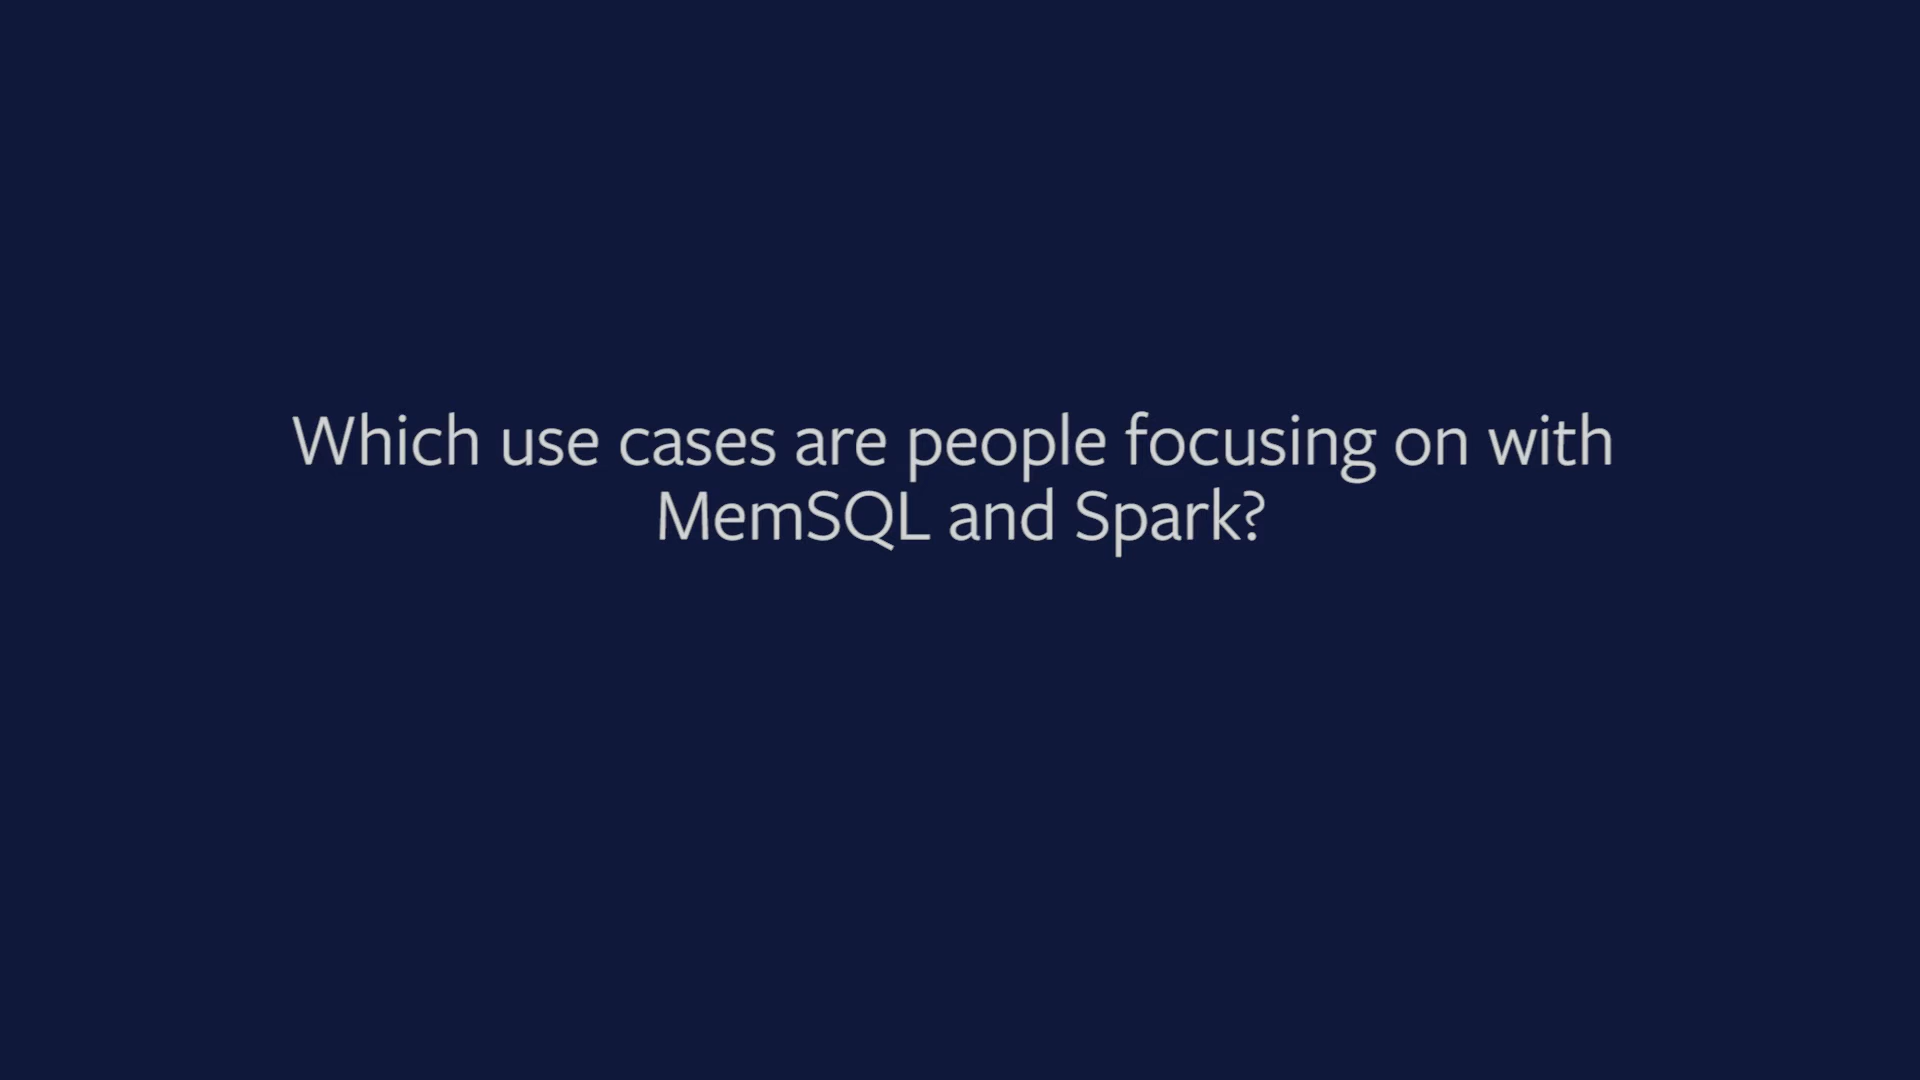 Which use cases are people focusing on with
MemSQL and Spark?